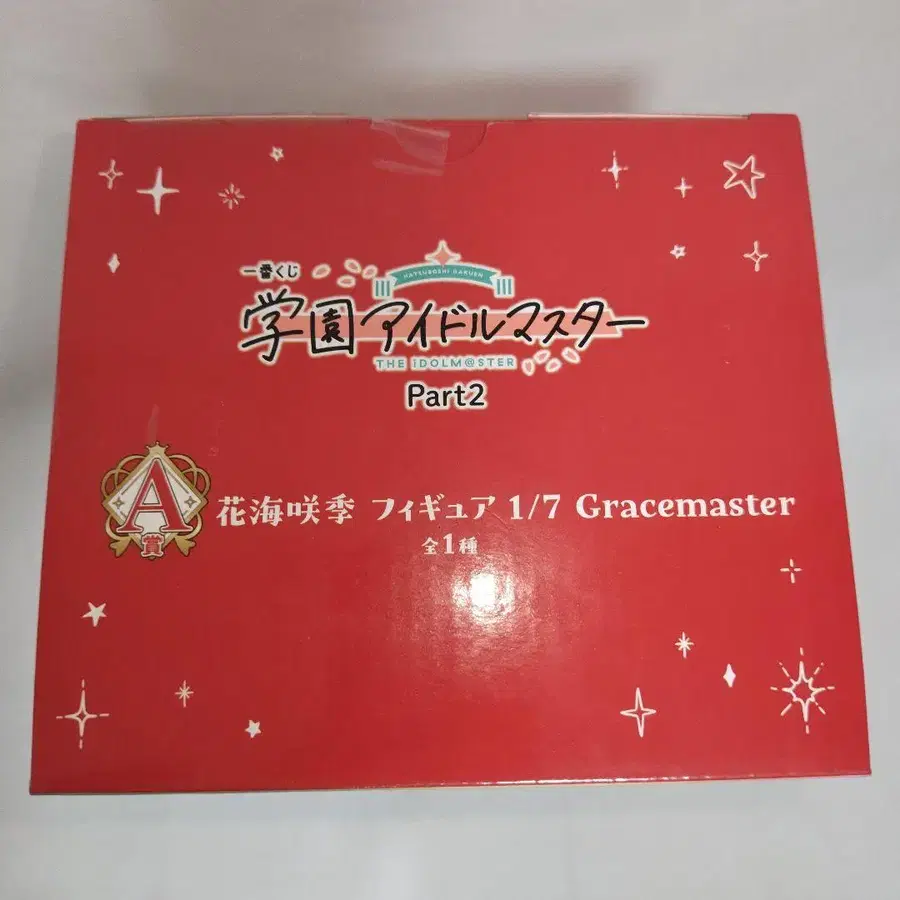 一番くじ
HATSUBOSHI GAKUEN
学園アイドルマスター
THE iDOLM@STER
Part2
A賞
花海咲季 フィギュア 1/7 Gracemaster
全1種